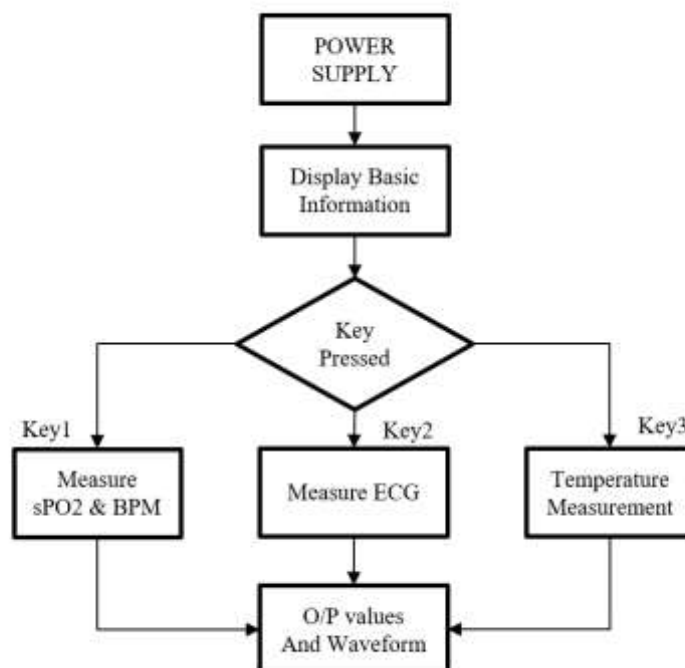 POWER
SUPPLY
Display Basic
Information
Key
Pressed
Key1
Key2
Key3
Measure
sPO2 & BPM
Measure ECG
Temperature
Measurement
O/P values
And Waveform